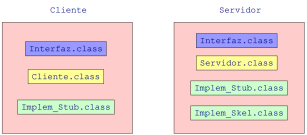 Cliente
Interfaz.class
Cliente.class
Implem_Stub.class
Servidor
Interfaz.class
Servidor.class
Implem_Stub.class
Implem_Skel.class